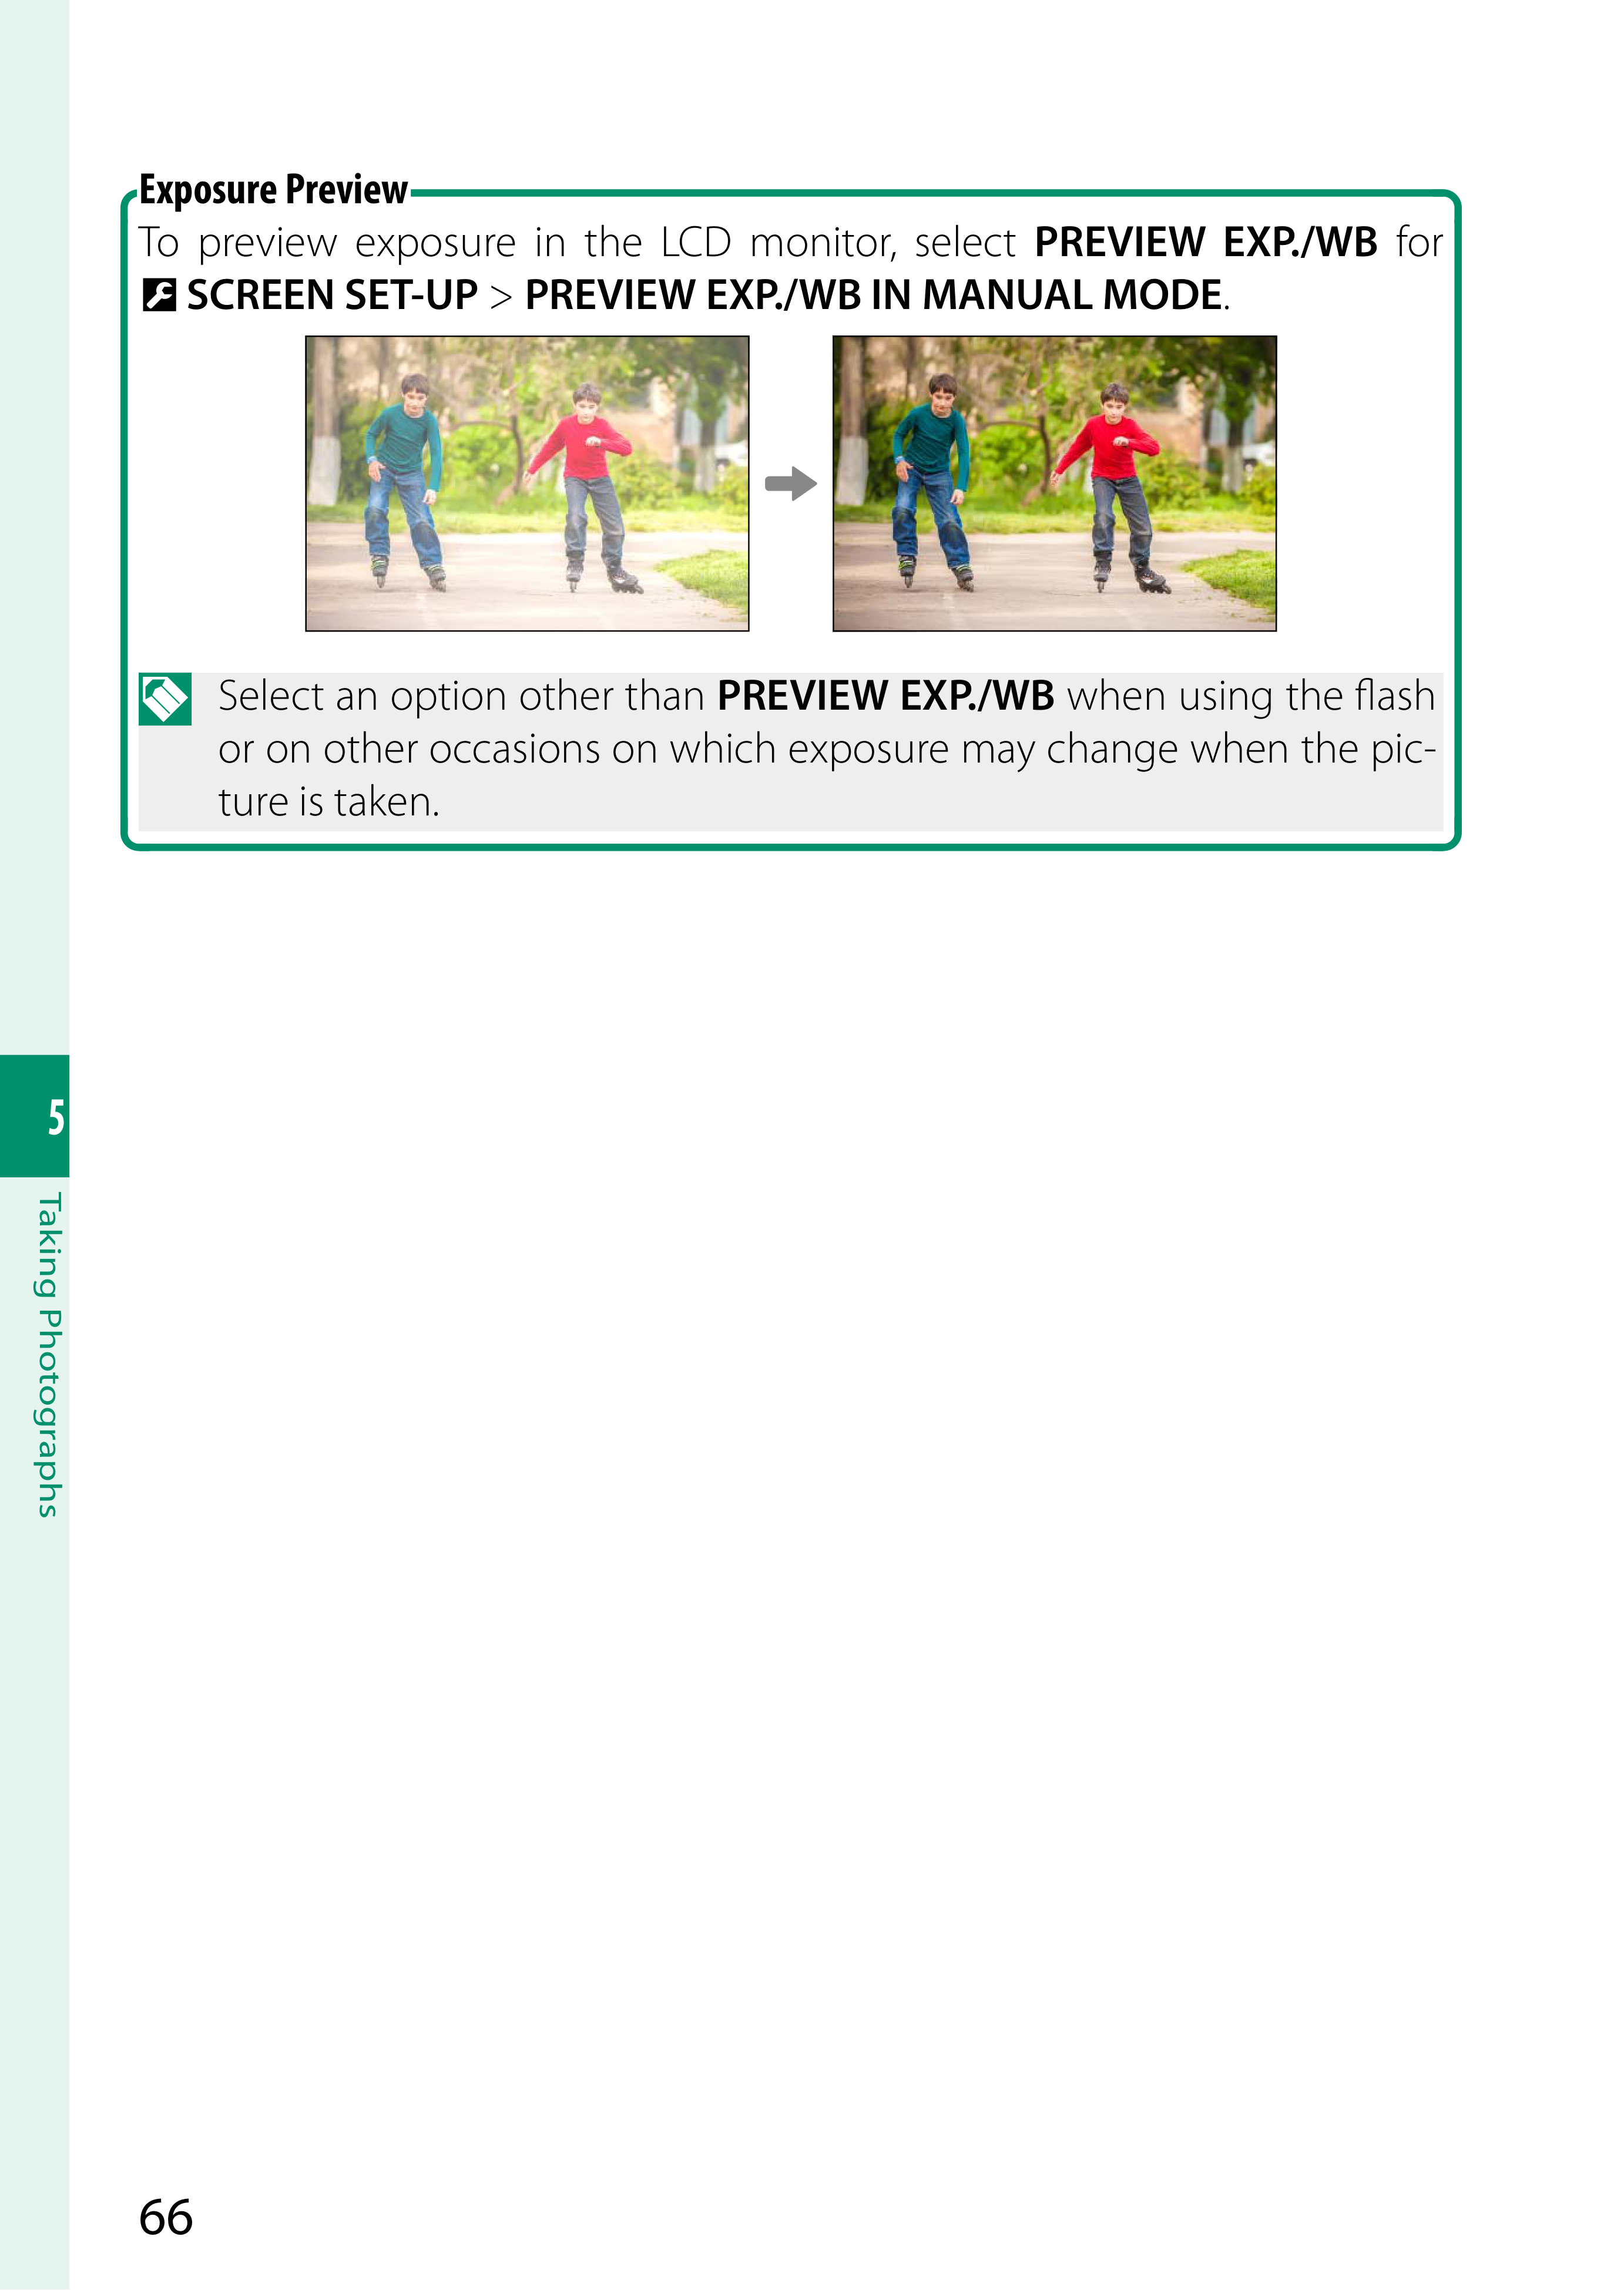 Exposure Preview
To preview exposure in the LCD monitor, select PREVIEW EXP./WB for
SCREEN SET-UP > PREVIEW EXP./WB IN MANUAL MODE.
Select an option other than PREVIEW EXP./WB when using the flash
or on other occasions on which exposure may change when the pic-
ture is taken.
5
Taking Photographs
66